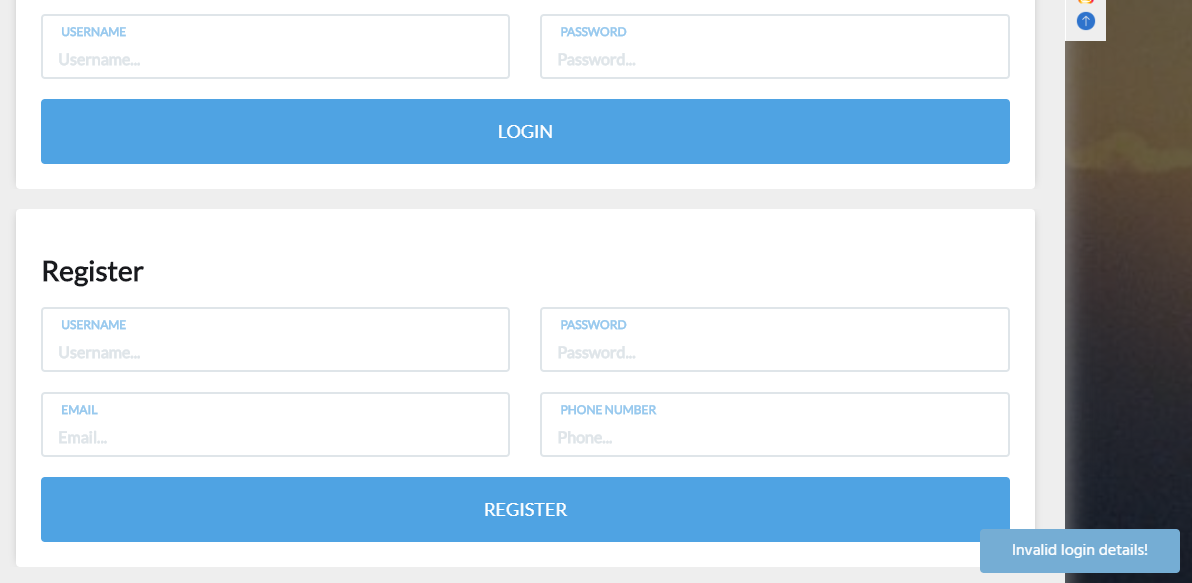 USERNAME
Username...
PASSWORD
Password...
LOGIN
Register
USERNAME
Username...
PASSWORD
Password...
EMAIL
Email...
PHONE NUMBER
Phone...
REGISTER
Invalid login details!